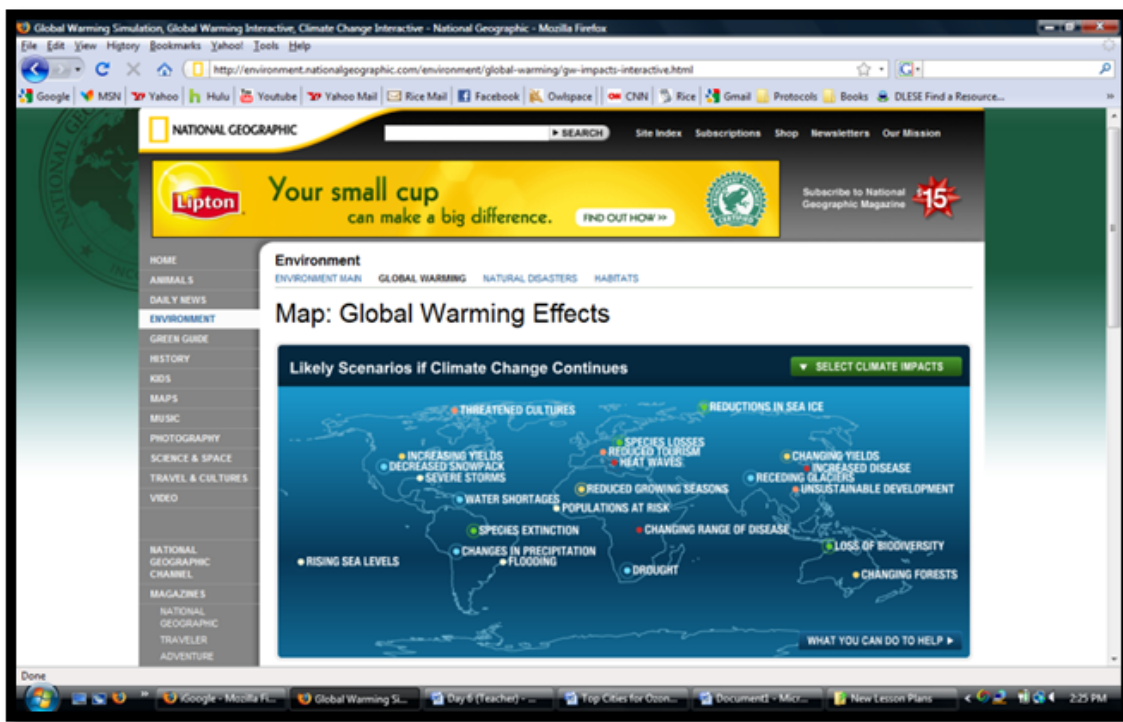 Global Warming Simulation, Global Warming Interactive, Climate Change Interactive - National Geographic - Mozilla Firefox
File Edit View History Bookmarks Yahoo! Tools Help
http://environment.nationalgeographic.com/environment/global-warming/gw-impacts-interactive.html
Google MSN Yahoo Hulu Youtube Yahoo Mail Rice Mail Facebook Owlspace CNN Rice Gmail Protocols Books DLESE Find a Resource...
NATIONAL GEOGRAPHIC
SEARCH Site Index Subscriptions Shop Newsletters Our Mission
Lipton
Your small cup
can make a big difference.
FIND OUT HOW >>
CERTIFIED
Subscribe to National
Geographic Magazine
$15
HOME
ANIMALS
DAILY NEWS
ENVIRONMENT
GREEN GUIDE
HISTORY
KIDS
MAPS
MUSIC
PHOTOGRAPHY
SCIENCE & SPACE
TRAVEL & CULTURES
VIDEO
NATIONAL
GEOGRAPHIC
CHANNEL
MAGAZINES
NATIONAL
GEOGRAPHIC
TRAVELER
ADVENTURE
Environment
ENVIRONMENT MAIN GLOBAL WARMING NATURAL DISASTERS HABITATS
Map: Global Warming Effects
Likely Scenarios if Climate Change Continues
SELECT CLIMATE IMPACTS
THREATENED CULTURES
REDUCTIONS IN SEA ICE
SPECIES LOSSES
REDUCED TOURISM
HEAT WAVES
INCREASING YIELDS
DECREASED SNOWPACK
SEVERE STORMS
CHANGING YIELDS
INCREASED DISEASE
RECEDING GLACIERS
UNSUSTAINABLE DEVELOPMENT
WATER SHORTAGES
REDUCED GROWING SEASONS
POPULATIONS AT RISK
SPECIES EXTINCTION
CHANGING RANGE OF DISEASE
CHANGES IN PRECIPITATION
FLOODING
RISING SEA LEVELS
DROUGHT
LOSS OF BIODIVERSITY
CHANGING FORESTS
WHAT YOU CAN DO TO HELP
Done
iGoogle - Mozilla Fi... Global Warming Si... Day 6 (Teacher) - ... Top Cities for Ozon... Document1 - Micr... New Lesson Plans 2:25 PM